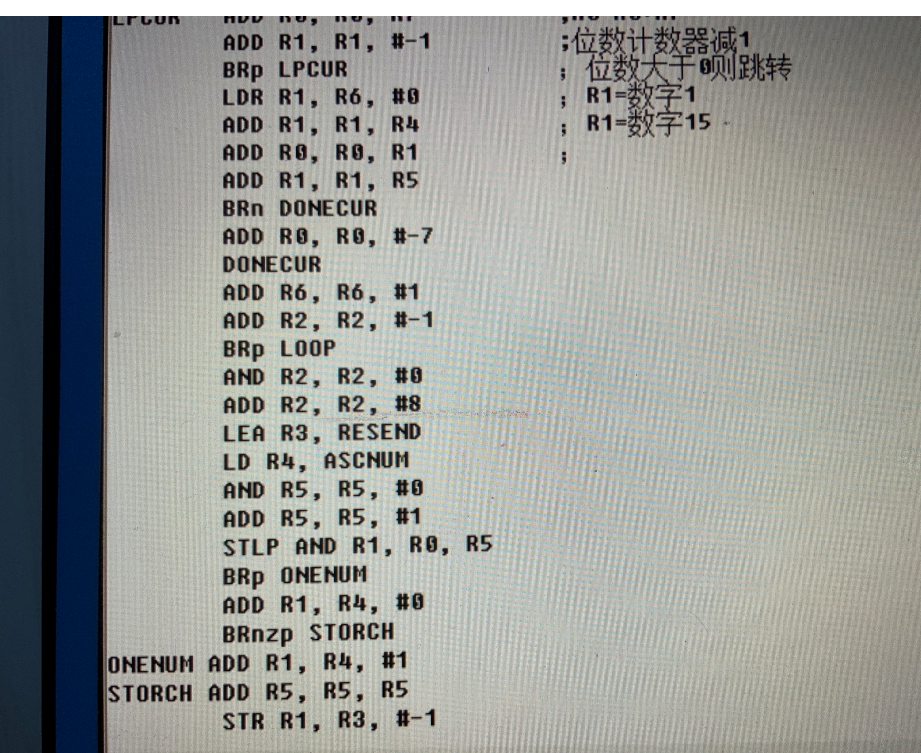 ADD R1, R1, #-1 ;位数计数器减1
BRp LPCUR ; 位数大于0则跳转
LDR R1, R6, #0 ; R1=数字1
ADD R1, R1, R4 ; R1=数字15
ADD R0, R0, R1 ;
ADD R1, R1, R5
BRn DONECUR
ADD R0, R0, #-7
DONECUR
ADD R6, R6, #1
ADD R2, R2, #-1
BRp LOOP
AND R2, R2, #0
ADD R2, R2, #8
LEA R3, RESEND
LD R4, ASCNUM
AND R5, R5, #0
ADD R5, R5, #1
STLP AND R1, R0, R5
BRp ONENUM
ADD R1, R4, #0
BRnzp STORCH
ONENUM ADD R1, R4, #1
STORCH ADD R5, R5, R5
STR R1, R3, #-1